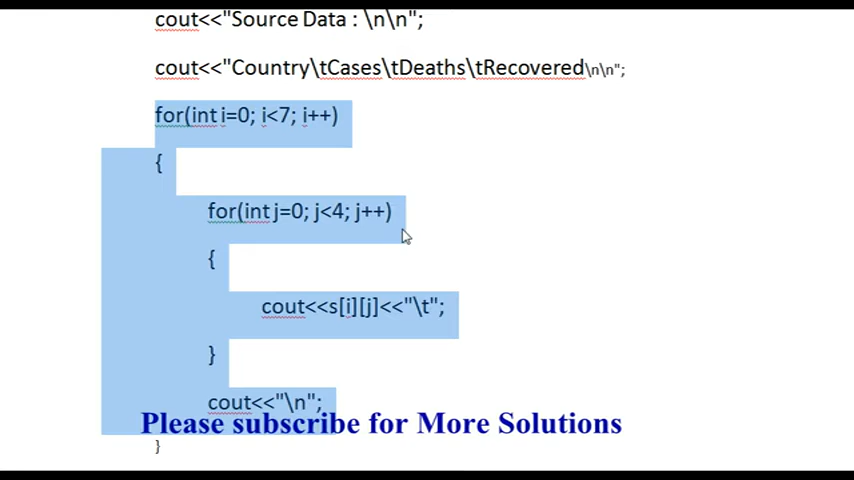 cout<<"Source Data : \n\n";
cout<<"Country\tCases\tDeaths\tRecovered\n\n";
for(int i=0; i<7; i++)
{
for(int j=0; j<4; j++)
{
cout<<s[i][j]<<"\t";
}
cout<<"\n";
Please subscribe for More Solutions
}